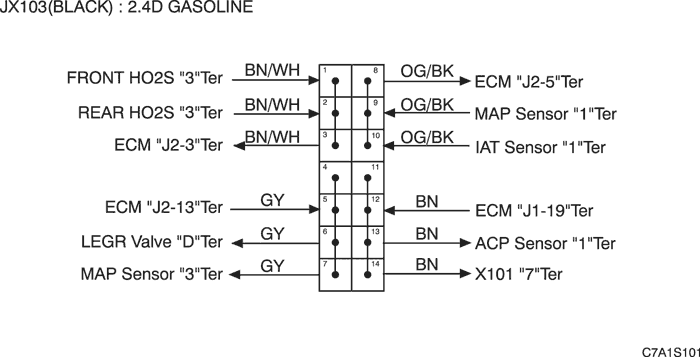 JX103(BLACK) : 2.4D GASOLINE
FRONT HO2S "3"Ter BN/WH 1 8 OG/BK ECM "J2-5"Ter
REAR HO2S "3"Ter BN/WH 2 9 OG/BK MAP Sensor "1"Ter
ECM "J2-3"Ter BN/WH 3 10 OG/BK IAT Sensor "1"Ter
4 11
ECM "J2-13"Ter GY 5 12 BN ECM "J1-19"Ter
LEGR Valve "D"Ter GY 6 13 BN ACP Sensor "1"Ter
MAP Sensor "3"Ter GY 7 14 BN X101 "7"Ter
C7A1S101